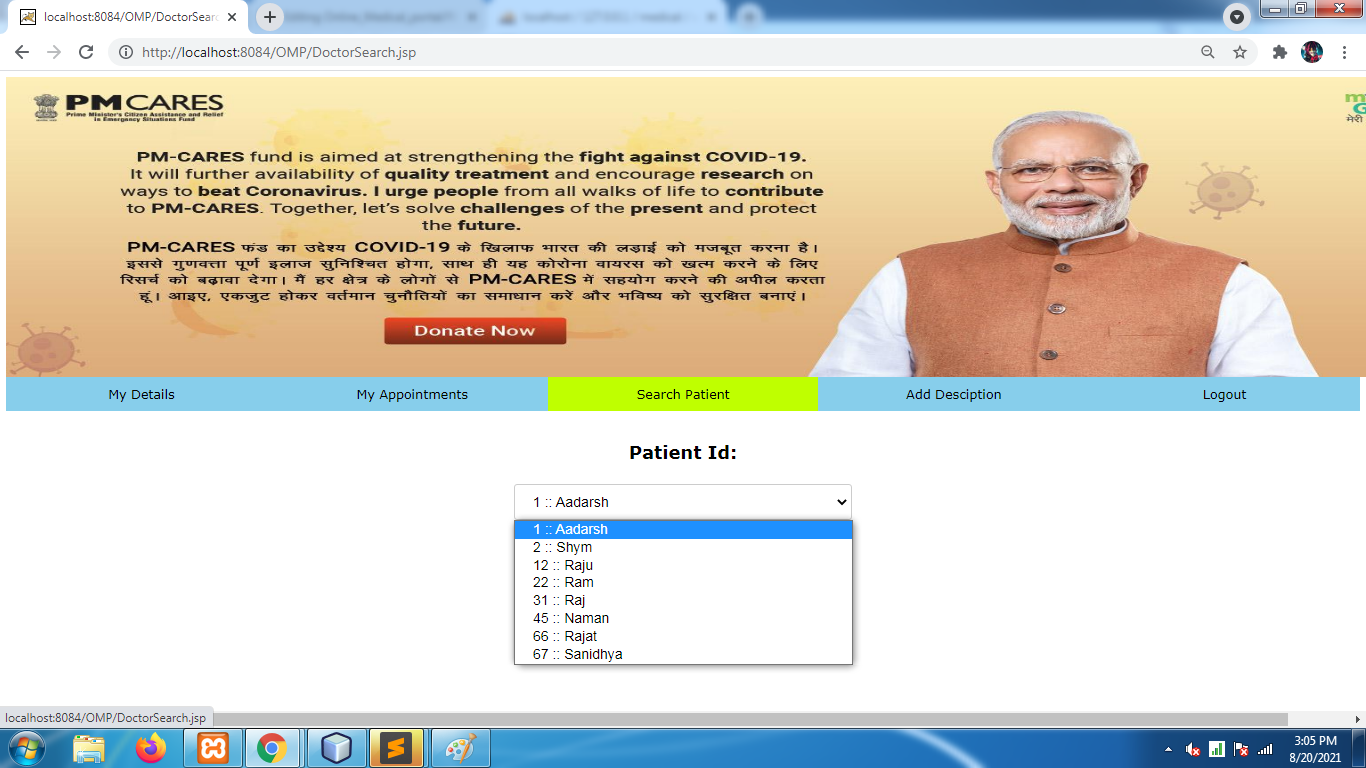 localhost:8084/OMP/DoctorSear
http://localhost:8084/OMP/DoctorSearch.jsp
PM CARES
Prime Minister's Citizen Assistance and Relief
in Emergency Situations Fund
मेरी
PM-CARES fund is aimed at strengthening the fight against COVID-19.
It will further availability of quality treatment and encourage research on
ways to beat Coronavirus. I urge people from all walks of life to contribute
to PM-CARES. Together, let's solve challenges of the present and protect
the future.
PM-CARES फंड का उद्देश्य COVID-19 के खिलाफ भारत की लड़ाई को मजबूत करना है।
इससे गुणवत्ता पूर्ण इलाज सुनिश्चित होगा, साथ ही यह कोरोना वायरस को खत्म करने के लिए
रिसर्च को बढ़ावा देगा। मैं हर क्षेत्र के लोगों से PM-CARES में सहयोग करने की अपील करता
हूं। आइए, एकजुट होकर वर्तमान चुनौतियों का समाधान करें और भविष्य को सुरक्षित बनाएं।
Donate Now
My Details My Appointments Search Patient Add Desciption Logout
Patient Id:
1 :: Aadarsh
1 :: Aadarsh
2 :: Shym
12 :: Raju
22 :: Ram
31 :: Raj
45 :: Naman
66 :: Rajat
67 :: Sanidhya
localhost:8084/OMP/DoctorSearch.jsp
3:05 PM
8/20/2021